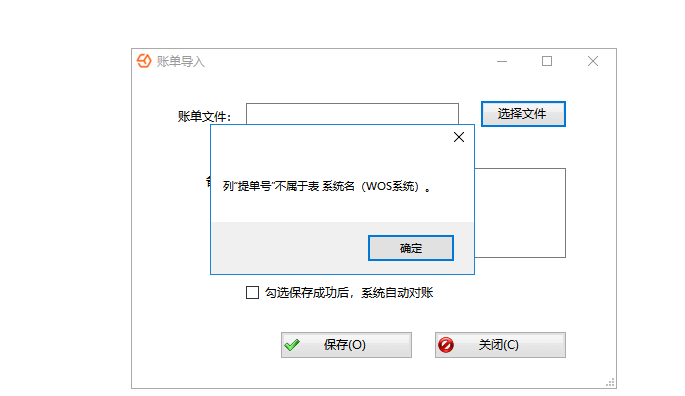 账单导入
账单文件：
选择文件
列“提单号”不属于表 系统名（WOS系统）。
确定
勾选保存成功后，系统自动对账
保存(O)
关闭(C)